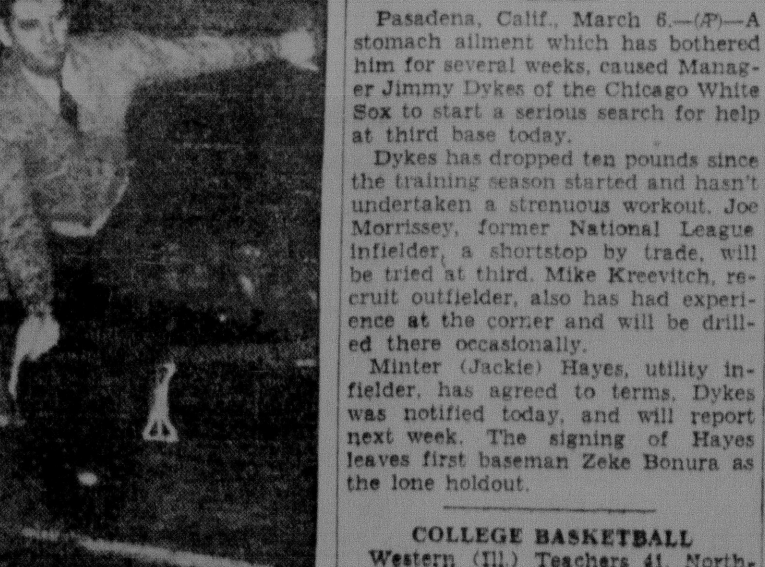 Pasadena, Calif., March 6.—(AP)—A
stomach ailment which has bothered
him for several weeks, caused Manag-
er Jimmy Dykes of the Chicago White
Sox to start a serious search for help
at third base today.
Dykes has dropped ten pounds since
the training season started and hasn't
undertaken a strenuous workout. Joe
Morrissey, former National League
infielder, a shortstop by trade, will
be tried at third. Mike Kreevitch, re-
cruit outfielder, also has had experi-
ence at the corner and will be drill-
ed there occasionally.
Minter (Jackie) Hayes, utility in-
fielder, has agreed to terms, Dykes
was notified today, and will report
next week. The signing of Hayes
leaves first baseman Zeke Bonura as
the lone holdout.
COLLEGE BASKETBALL
Western (Ill.) Teachers 41, North-